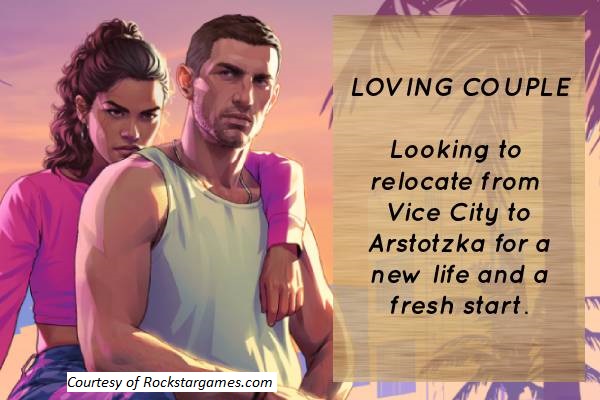 LOVING COUPLE
Looking to
relocate from
Vice City to
Arstotzka for a
new life and a
fresh start.
Courtesy of Rockstargames.com